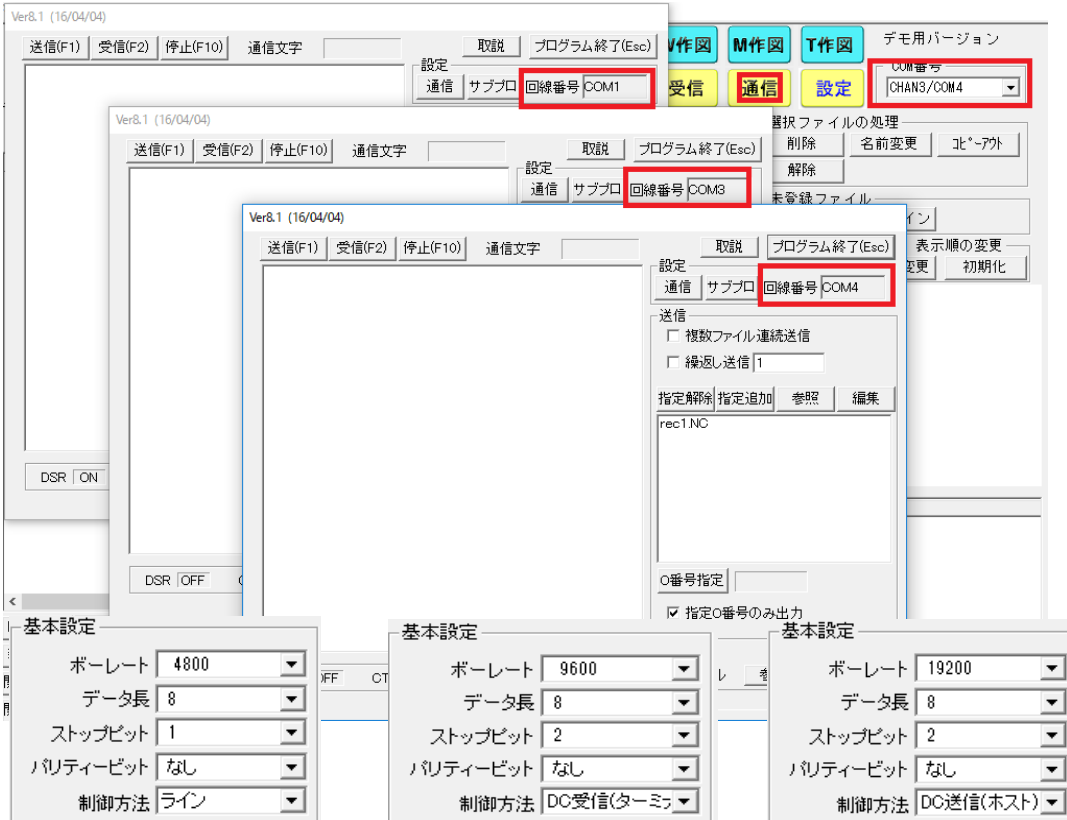 Ver8.1 (16/04/04)
送信(F1) 受信(F2) 停止(F10) 通信文字 取説 プログラム終了(Esc)
設定
通信 サブプロ 回線番号 COM1
DSR ON
W作図 M作図 T作図 デモ用バージョン
受信 通信 設定
COM番号
CHAN3/COM4
選択ファイルの処理
削除 名前変更 コピーアウト
解除
未登録ファイル
イン
表示順の変更
変更 初期化
Ver8.1 (16/04/04)
送信(F1) 受信(F2) 停止(F10) 通信文字 取説 プログラム終了(Esc)
設定
通信 サブプロ 回線番号 COM3
DSR OFF
Ver8.1 (16/04/04)
送信(F1) 受信(F2) 停止(F10) 通信文字 取説 プログラム終了(Esc)
設定
通信 サブプロ 回線番号 COM4
送信
複数ファイル連続送信
繰返し送信 1
指定解除 指定追加 参照 編集
rec1.NC
O番号指定
指定O番号のみ出力
基本設定
ボーレート 4800
データ長 8
ストップビット 1
パリティービット なし
制御方法 ライン
基本設定
ボーレート 9600
データ長 8
ストップビット 2
パリティービット なし
制御方法 DC受信(ターミナ
基本設定
ボーレート 19200
データ長 8
ストップビット 2
パリティービット なし
制御方法 DC送信(ホスト)